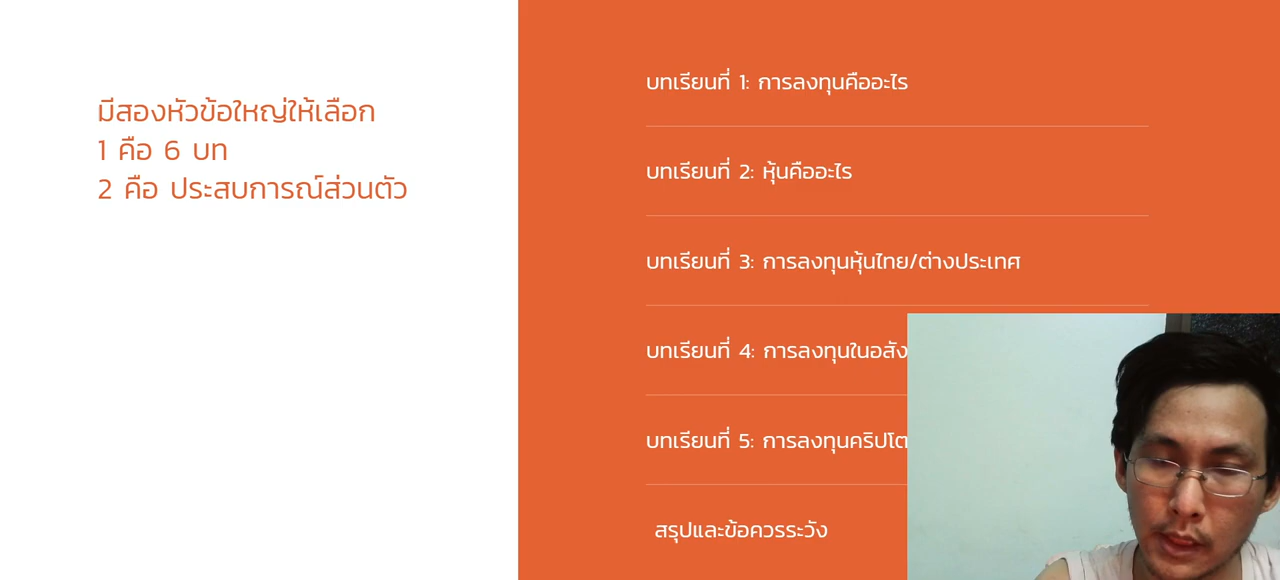 มีสองหัวข้อใหญ่ให้เลือก
1 คือ 6 บท
2 คือ ประสบการณ์ส่วนตัว
บทเรียนที่ 1: การลงทุนคืออะไร
บทเรียนที่ 2: หุ้นคืออะไร
บทเรียนที่ 3: การลงทุนหุ้นไทย/ต่างประเทศ
บทเรียนที่ 4: การลงทุนในอสัง
บทเรียนที่ 5: การลงทุนคริปโต
สรุปและข้อควรระวัง